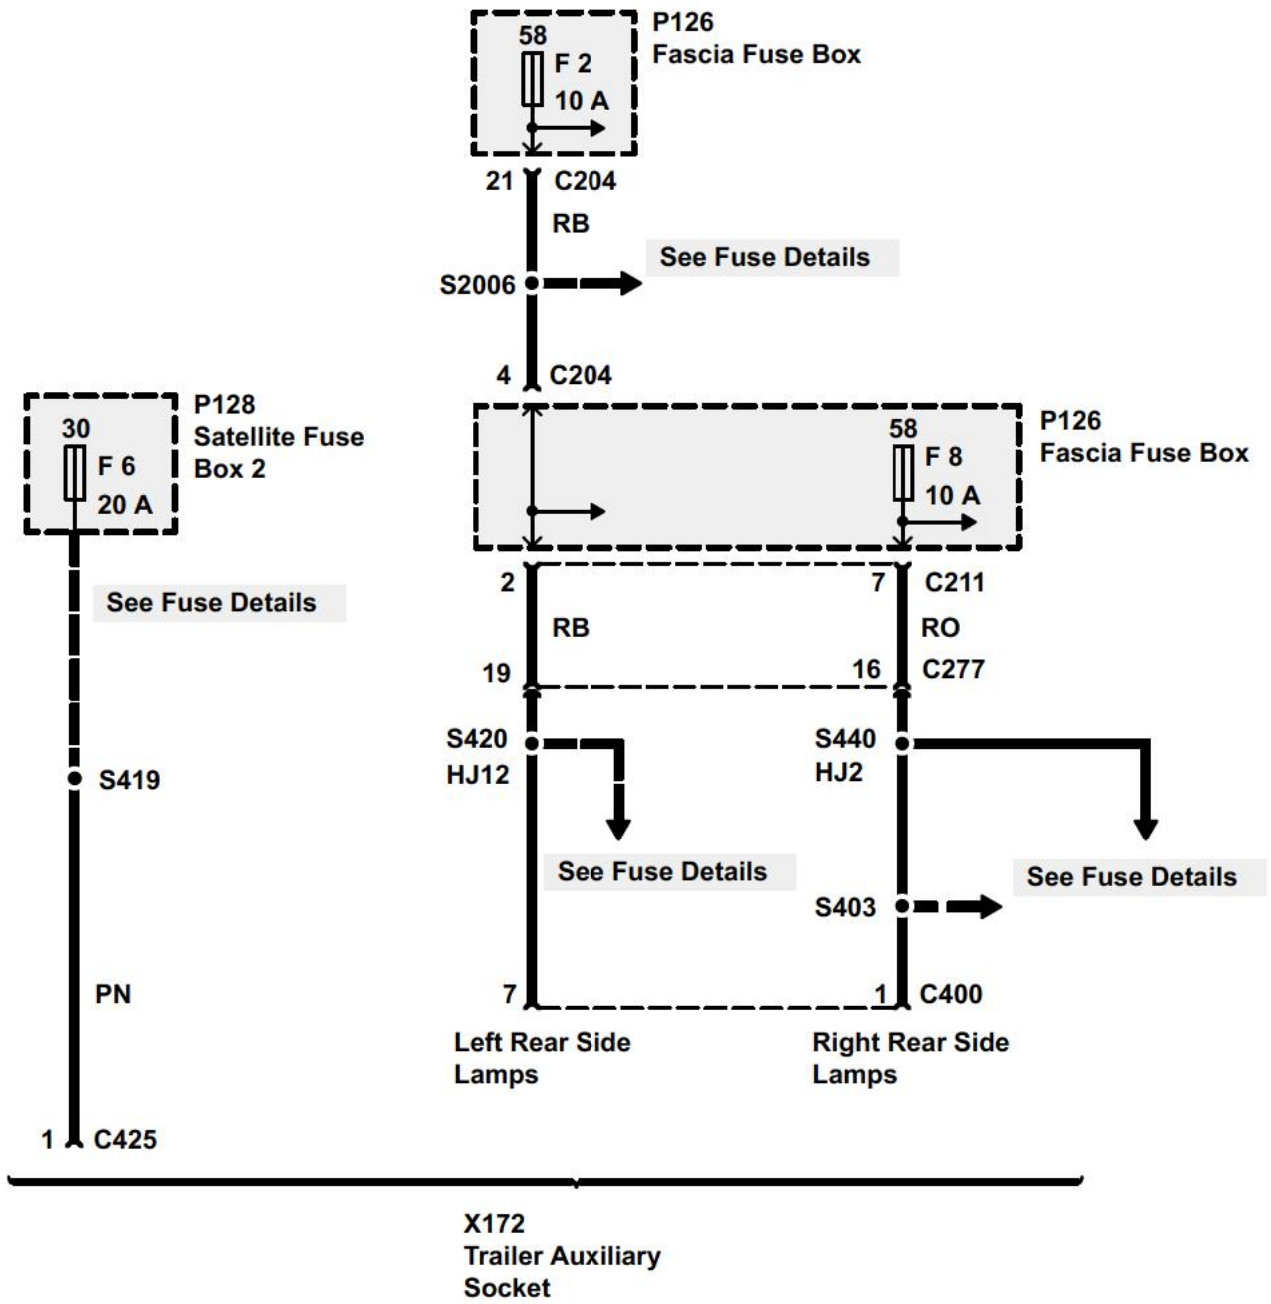 P126
Fascia Fuse Box
58
F 2
10 A
21 C204
RB
See Fuse Details
S2006
4 C204
P128
Satellite Fuse
Box 2
30
F 6
20 A
P126
Fascia Fuse Box
58
F 8
10 A
See Fuse Details
2
7 C211
RB
RO
19
16 C277
S420
HJ12
S440
HJ2
S419
See Fuse Details
See Fuse Details
S403
PN
7
1 C400
Left Rear Side
Lamps
Right Rear Side
Lamps
1 C425
X172
Trailer Auxiliary
Socket